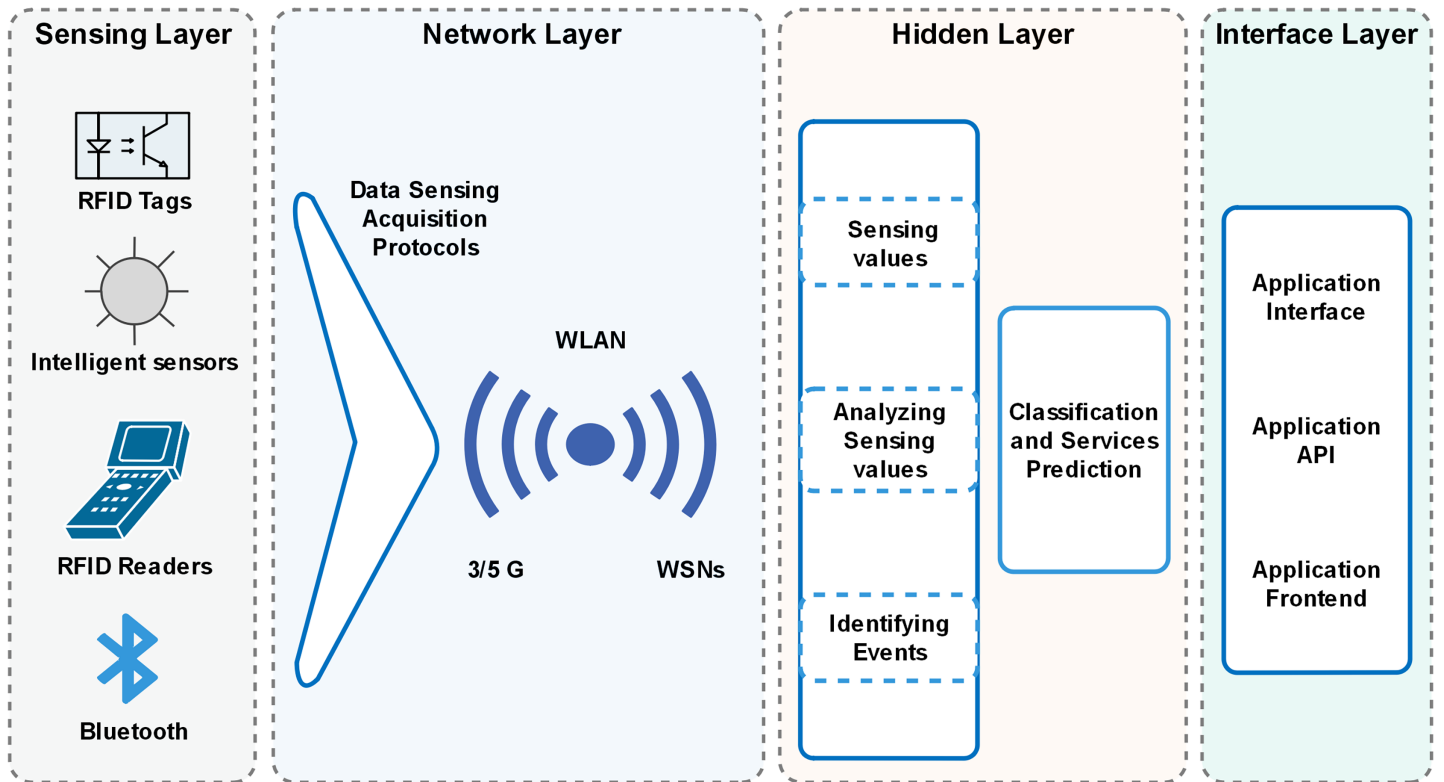 Sensing Layer
RFID Tags
Intelligent sensors
RFID Readers
Bluetooth
Network Layer
Data Sensing
Acquisition
Protocols
WLAN
3/5 G
WSNs
Hidden Layer
Sensing
values
Analyzing
Sensing
values
Identifying
Events
Classification
and Services
Prediction
Interface Layer
Application
Interface
Application
API
Application
Frontend